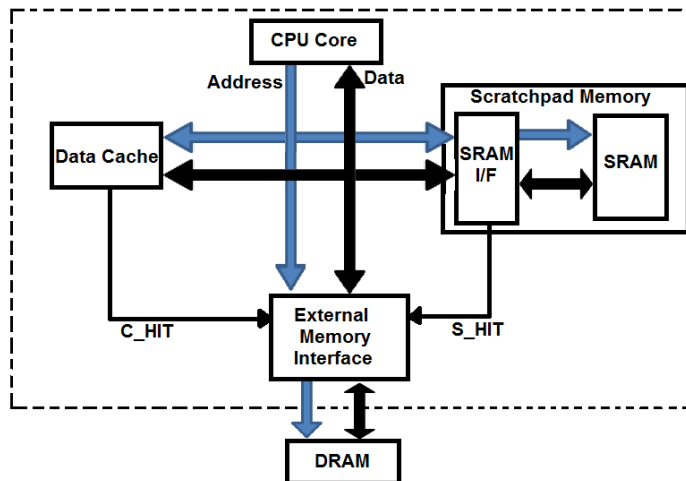 CPU Core
Address
Data
Scratchpad Memory
Data Cache
SRAM
I/F
SRAM
C_HIT
S_HIT
External
Memory
Interface
DRAM